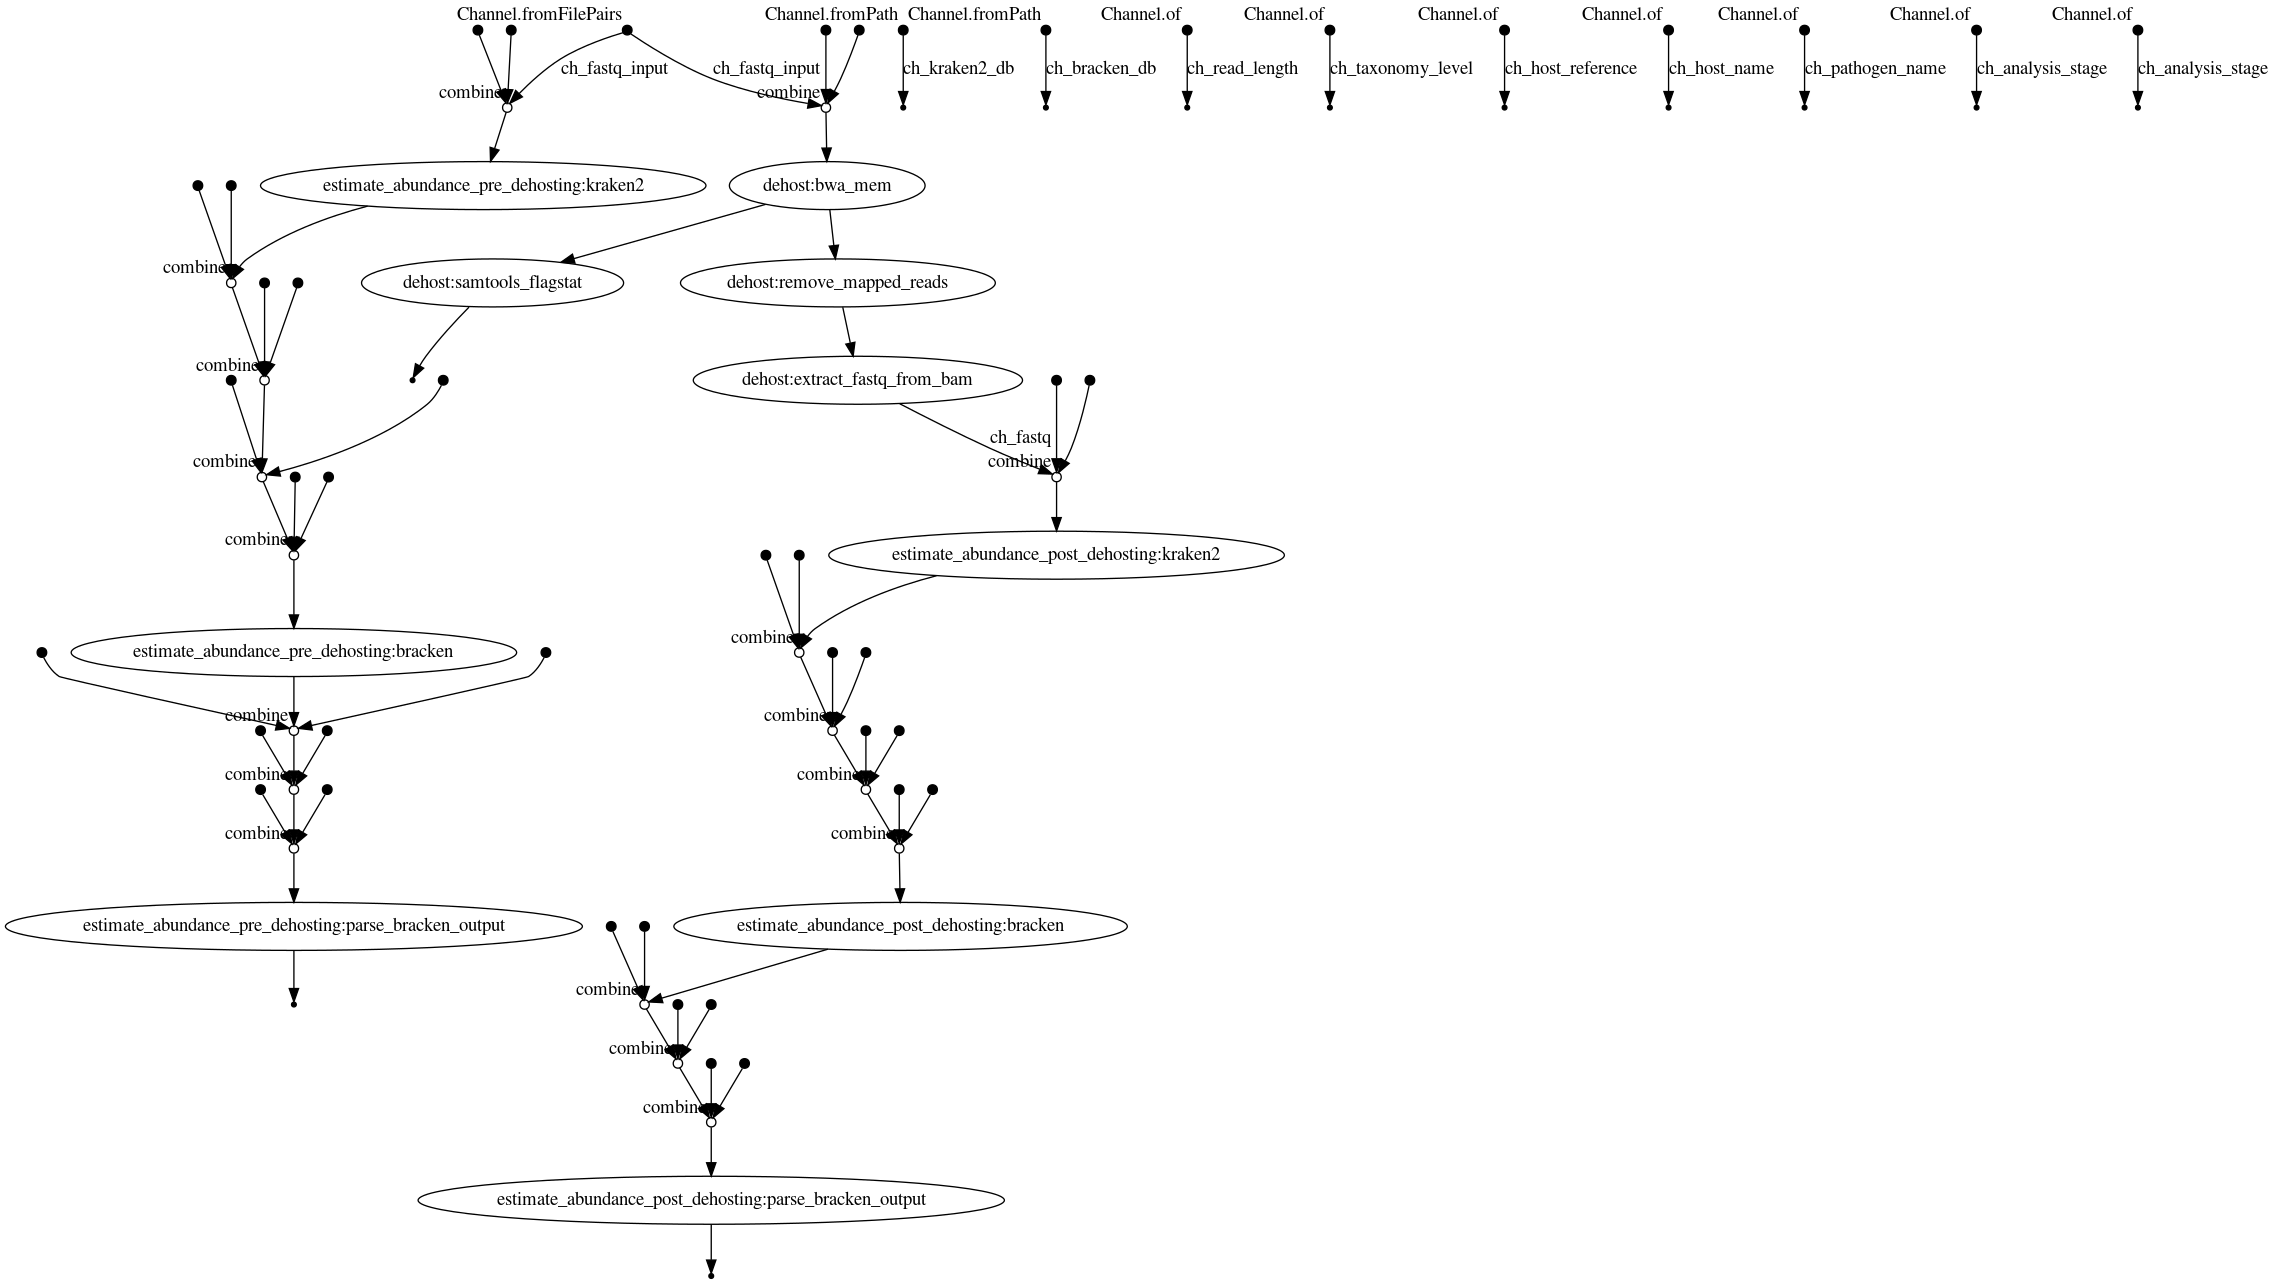 Channel.fromFilePairs
Channel.fromPath
Channel.fromPath
Channel.of
Channel.of
Channel.of
Channel.of
Channel.of
Channel.of
Channel.of
ch_fastq_input
ch_fastq_input
ch_kraken2_db
ch_bracken_db
ch_read_length
ch_taxonomy_level
ch_host_reference
ch_host_name
ch_pathogen_name
ch_analysis_stage
ch_analysis_stage
combine
combine
estimate_abundance_pre_dehosting:kraken2
dehost:bwa_mem
combine
dehost:samtools_flagstat
dehost:remove_mapped_reads
combine
dehost:extract_fastq_from_bam
ch_fastq
combine
combine
combine
estimate_abundance_post_dehosting:kraken2
combine
estimate_abundance_pre_dehosting:bracken
combine
combine
combine
combine
combine
combine
estimate_abundance_pre_dehosting:parse_bracken_output
estimate_abundance_post_dehosting:bracken
combine
combine
combine
estimate_abundance_post_dehosting:parse_bracken_output